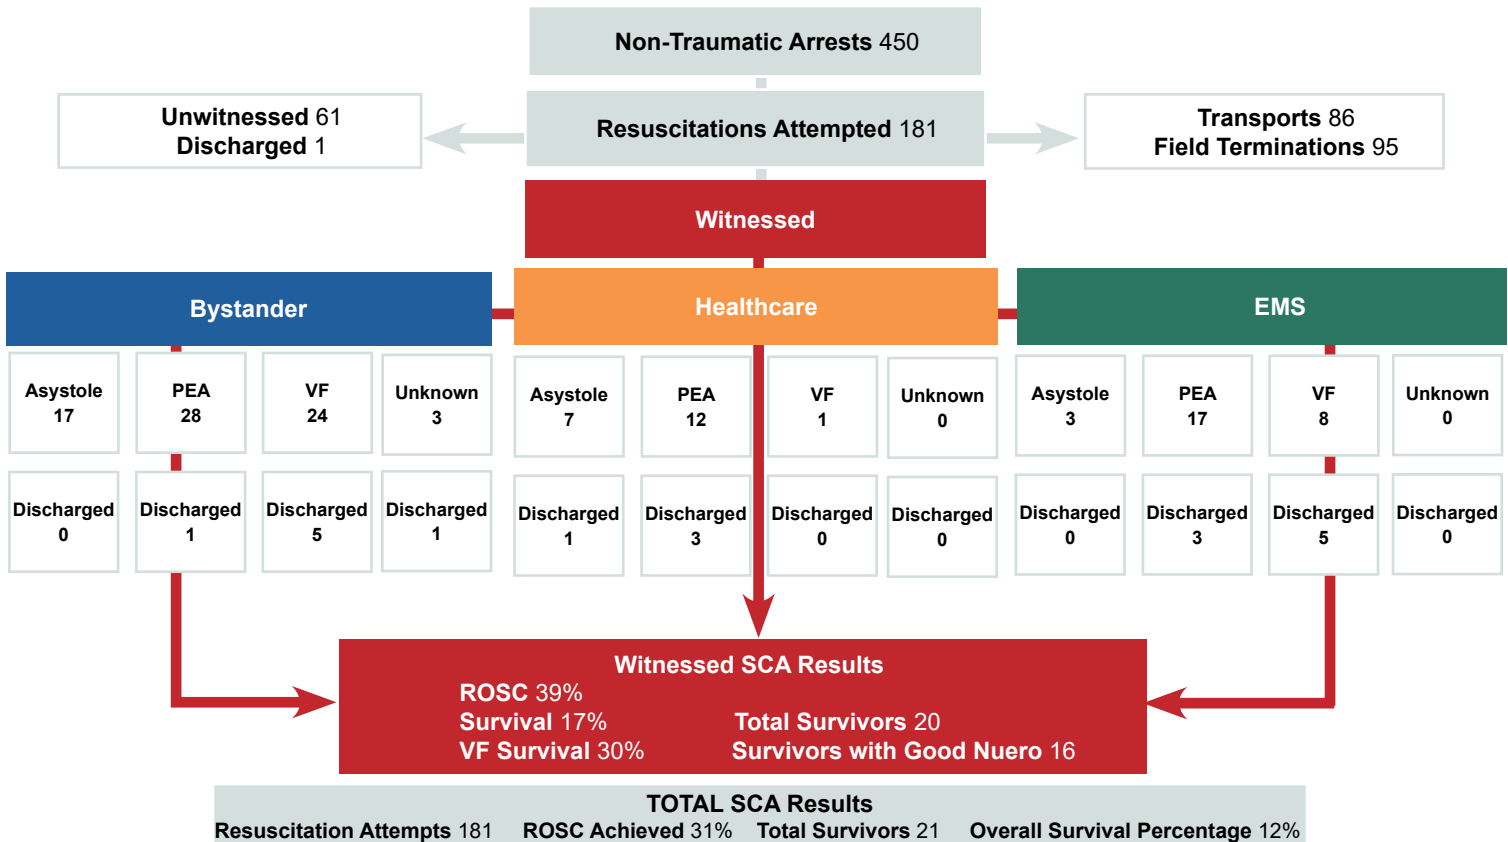 Non-Traumatic Arrests 450
Unwitnessed 61
Discharged 1
Resuscitations Attempted 181
Transports 86
Field Terminations 95
Witnessed
Bystander
Healthcare
EMS
Asystole
17
PEA
28
VF
24
Unknown
3
Asystole
7
PEA
12
VF
1
Unknown
0
Asystole
3
PEA
17
VF
8
Unknown
0
Discharged
0
Discharged
1
Discharged
5
Discharged
1
Discharged
1
Discharged
3
Discharged
0
Discharged
0
Discharged
0
Discharged
3
Discharged
5
Discharged
0
Witnessed SCA Results
ROSC 39%
Survival 17% Total Survivors 20
VF Survival 30% Survivors with Good Nuero 16
TOTAL SCA Results
Resuscitation Attempts 181 ROSC Achieved 31% Total Survivors 21 Overall Survival Percentage 12%